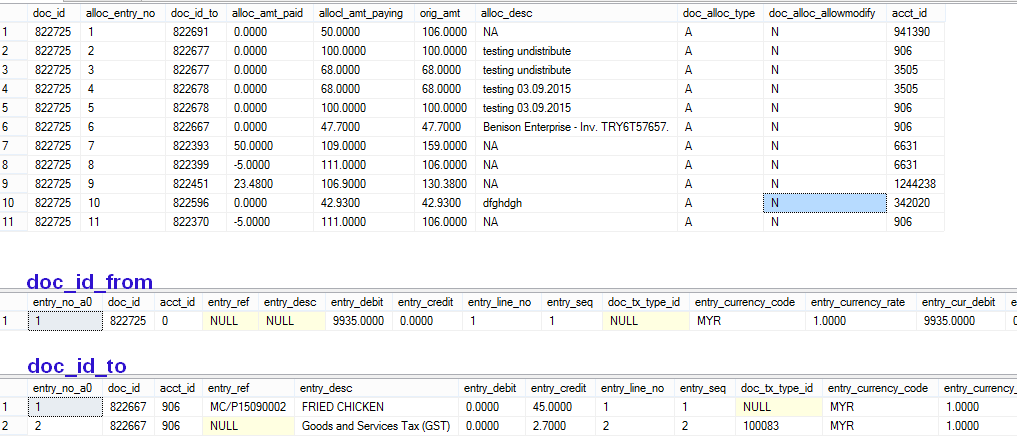 doc_id alloc_entry_no doc_id_to alloc_amt_paid allocl_amt_paying orig_amt alloc_desc doc_alloc_type doc_alloc_allowmodify acct_id
1 822725 1 822691 0.0000 50.0000 106.0000 NA A N 941390
2 822725 2 822677 0.0000 100.0000 100.0000 testing undistribute A N 906
3 822725 3 822677 0.0000 68.0000 68.0000 testing undistribute A N 3505
4 822725 4 822678 0.0000 68.0000 68.0000 testing 03.09.2015 A N 3505
5 822725 5 822678 0.0000 100.0000 100.0000 testing 03.09.2015 A N 906
6 822725 6 822667 0.0000 47.7000 47.7000 Benison Enterprise - Inv. TRY6T57657. A N 906
7 822725 7 822393 50.0000 109.0000 159.0000 NA A N 6631
8 822725 8 822399 -5.0000 111.0000 106.0000 NA A N 6631
9 822725 9 822451 23.4800 106.9000 130.3800 NA A N 1244238
10 822725 10 822596 0.0000 42.9300 42.9300 dfghdgh A N 342020
11 822725 11 822370 -5.0000 111.0000 106.0000 NA A N 906
doc_id_from
entry_no_a0 doc_id acct_id entry_ref entry_desc entry_debit entry_credit entry_line_no entry_seq doc_tx_type_id entry_currency_code entry_currency_rate entry_cur_debit e
1 1 822725 0 NULL NULL 9935.0000 0.0000 1 1 NULL MYR 1.0000 9935.0000
doc_id_to
entry_no_a0 doc_id acct_id entry_ref entry_desc entry_debit entry_credit entry_line_no entry_seq doc_tx_type_id entry_currency_code entry_currency_
1 1 822667 906 MC/P15090002 FRIED CHICKEN 0.0000 45.0000 1 1 NULL MYR 1.0000
2 2 822667 906 NULL Goods and Services Tax (GST) 0.0000 2.7000 2 2 100083 MYR 1.0000